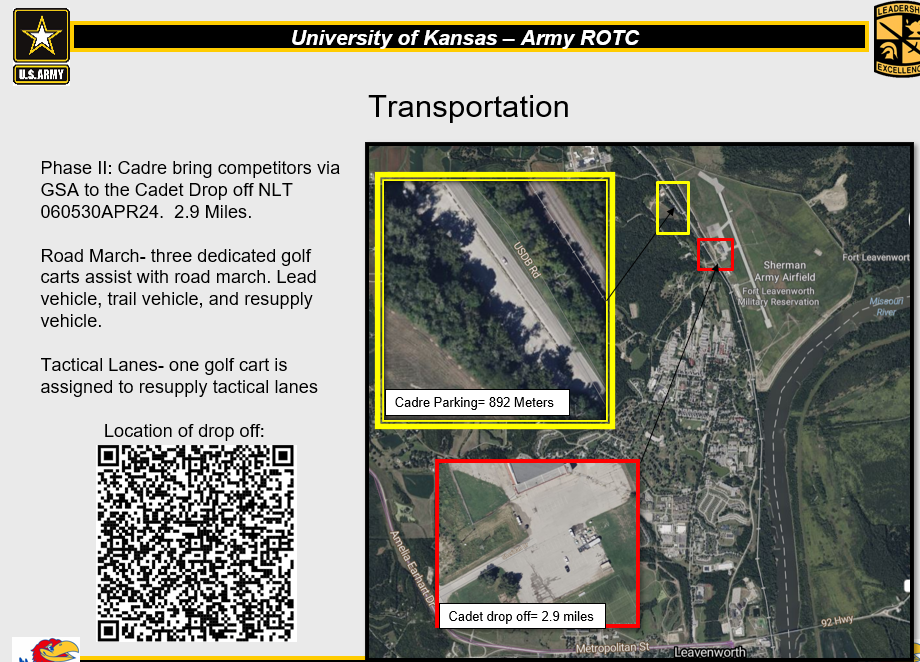 University of Kansas – Army ROTC
U.S.ARMY
LEADERSH
EXCELLENC
Transportation
Phase II: Cadre bring competitors via
GSA to the Cadet Drop off NLT
060530APR24.  2.9 Miles.
Road March- three dedicated golf
carts assist with road march. Lead
vehicle, trail vehicle, and resupply
vehicle.
Tactical Lanes- one golf cart is
assigned to resupply tactical lanes
Location of drop off:
USDB Rd
Cadre Parking= 892 Meters
Sherman
Army Airfield
Fort Leavenwort
Fort Leavenworth
Military Reservation
Missouri
River
Amelia Earhart Dr
Cadet drop off= 2.9 miles
92 Hwy
Metropolitan St
Leavenworth